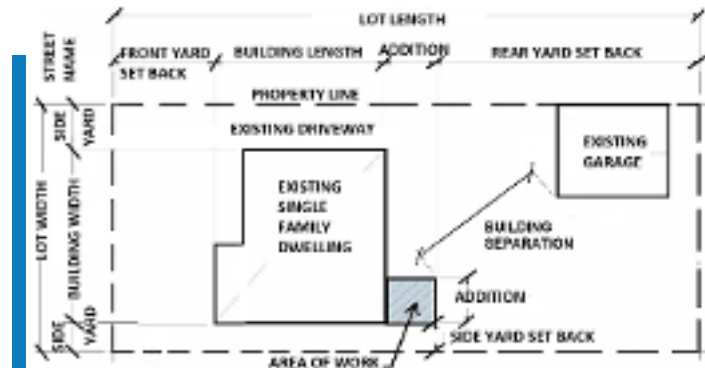 LOT LENGTH
STREET NAME
FRONT YARD SET BACK
BUILDING LENGTH
ADDITION
REAR YARD SET BACK
PROPERTY LINE
EXISTING DRIVEWAY
SIDE YARD
LOT WIDTH
BUILDING WIDTH
EXISTING
SINGLE
FAMILY
DWELLING
EXISTING
GARAGE
BUILDING
SEPARATION
ADDITION
SIDE YARD
SIDE YARD SET BACK
AREA OF WORK